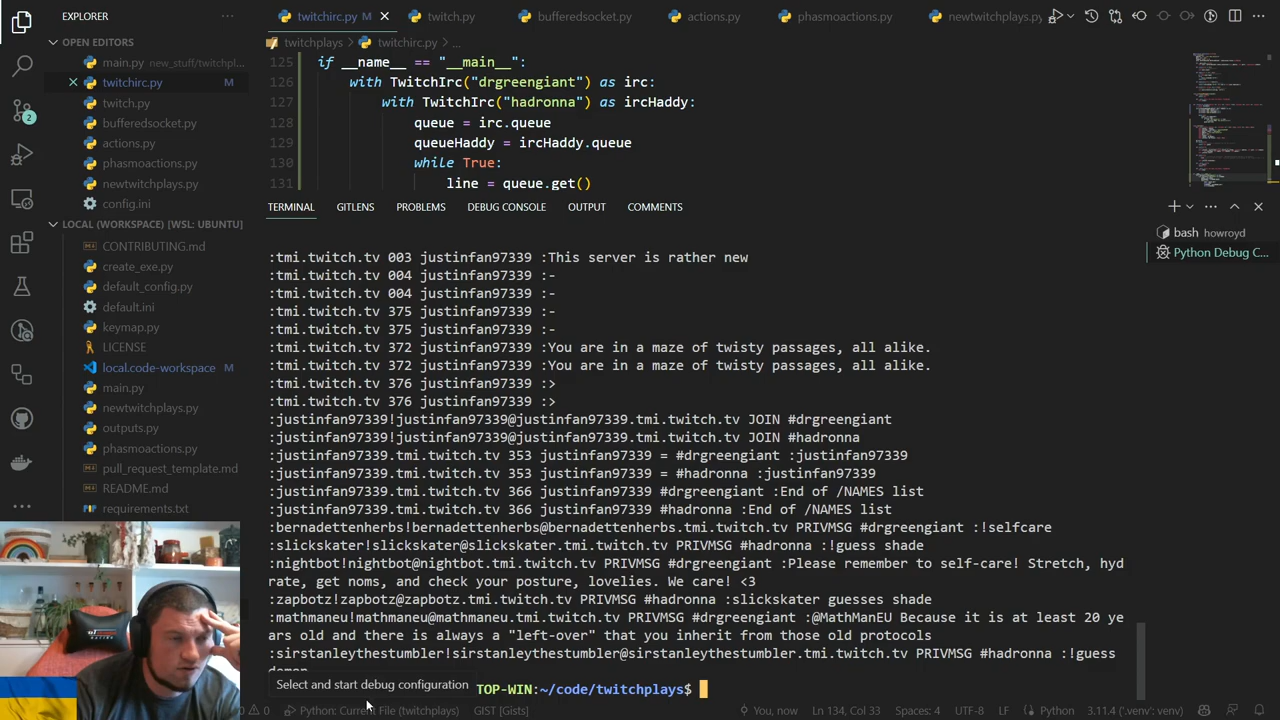 EXPLORER
OPEN EDITORS
main.py new_stuff/twitchpl...
twitchirc.py M
twitch.py
bufferedsocket.py
actions.py
phasmoactions.py
newtwitchplays.py
config.ini
LOCAL (WORKSPACE) [WSL: UBUNTU]
CONTRIBUTING.md
create_exe.py
default_config.py
default.ini
keymap.py
LICENSE
local.code-workspace M
main.py
newtwitchplays.py
outputs.py
phasmoactions.py
pull_request_template.md
README.md
requirements.txt
2
twitchirc.py M
twitch.py
bufferedsocket.py
actions.py
phasmoactions.py
newtwitchplays.py
twitchplays > twitchirc.py > ...
125 if __name__ == "__main__":
126 with TwitchIrc("drgreengiant") as irc:
127 with TwitchIrc("hadronna") as ircHaddy:
128 queue = irc.queue
129 queueHaddy = ircHaddy.queue
130 while True:
131 line = queue.get()
TERMINAL GITLENS PROBLEMS DEBUG CONSOLE OUTPUT COMMENTS
bash howroyd
Python Debug C...
:tmi.twitch.tv 003 justinfan97339 :This server is rather new
:tmi.twitch.tv 004 justinfan97339 :-
:tmi.twitch.tv 004 justinfan97339 :-
:tmi.twitch.tv 375 justinfan97339 :-
:tmi.twitch.tv 375 justinfan97339 :-
:tmi.twitch.tv 372 justinfan97339 :You are in a maze of twisty passages, all alike.
:tmi.twitch.tv 372 justinfan97339 :You are in a maze of twisty passages, all alike.
:tmi.twitch.tv 376 justinfan97339 :>
:tmi.twitch.tv 376 justinfan97339 :>
:justinfan97339!justinfan97339@justinfan97339.tmi.twitch.tv JOIN #drgreengiant
:justinfan97339!justinfan97339@justinfan97339.tmi.twitch.tv JOIN #hadronna
:justinfan97339.tmi.twitch.tv 353 justinfan97339 = #drgreengiant :justinfan97339
:justinfan97339.tmi.twitch.tv 353 justinfan97339 = #hadronna :justinfan97339
:justinfan97339.tmi.twitch.tv 366 justinfan97339 #drgreengiant :End of /NAMES list
:justinfan97339.tmi.twitch.tv 366 justinfan97339 #hadronna :End of /NAMES list
:bernadettenherbs!bernadettenherbs@bernadettenherbs.tmi.twitch.tv PRIVMSG #drgreengiant :!selfcare
:slickskater!slickskater@slickskater.tmi.twitch.tv PRIVMSG #hadronna :!guess shade
:nightbot!nightbot@nightbot.tmi.twitch.tv PRIVMSG #drgreengiant :Please remember to self-care! Stretch, hyd
rate, get noms, and check your posture, lovelies. We care! <3
:zapbotz!zapbotz@zapbotz.tmi.twitch.tv PRIVMSG #hadronna :slickskater guesses shade
:mathmaneu!mathmaneu@mathmaneu.tmi.twitch.tv PRIVMSG #drgreengiant :@MathManEU Because it is at least 20 ye
ars old and there is always a "left-over" that you inherit from those old protocols
:sirstanleythestumbler!sirstanleythestumbler@sirstanleythestumbler.tmi.twitch.tv PRIVMSG #hadronna :!guess
demon
Select and start debug configuration
TOP-WIN:~/code/twitchplays$
0 Python: Current File (twitchplays) GIST [Gists] You, now Ln 134, Col 33 Spaces: 4 UTF-8 LF Python 3.11.4 ('.venv': venv)